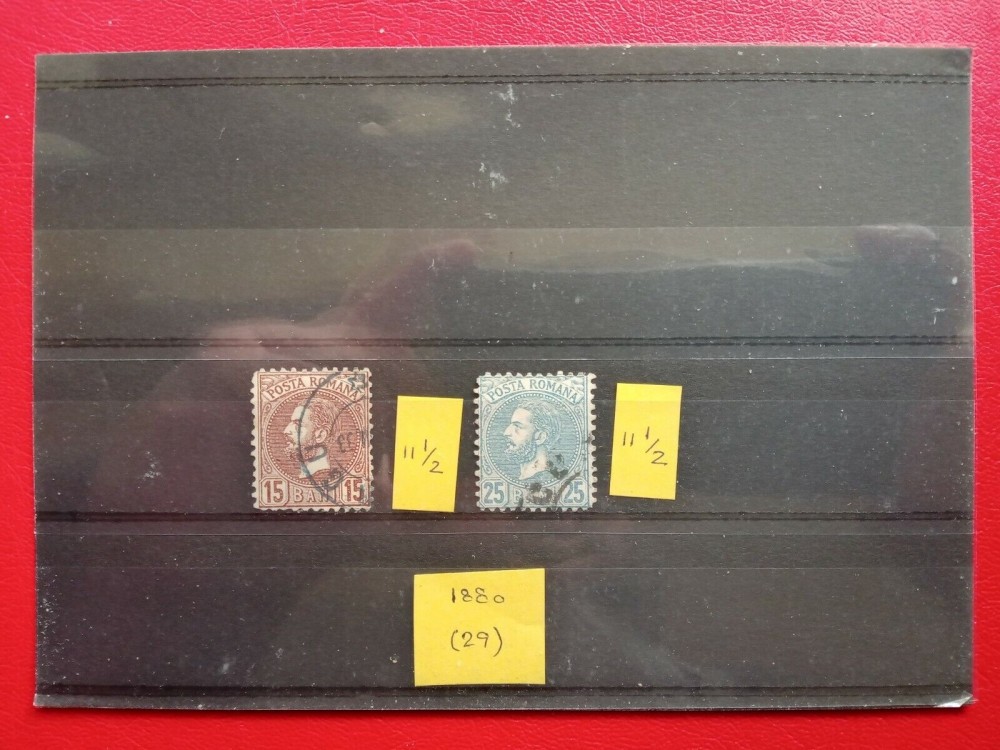 POSTA ROMANA
15 BANI 15
11 1/2
POSTA ROMANA
25 25
11 1/2
1880
(29)